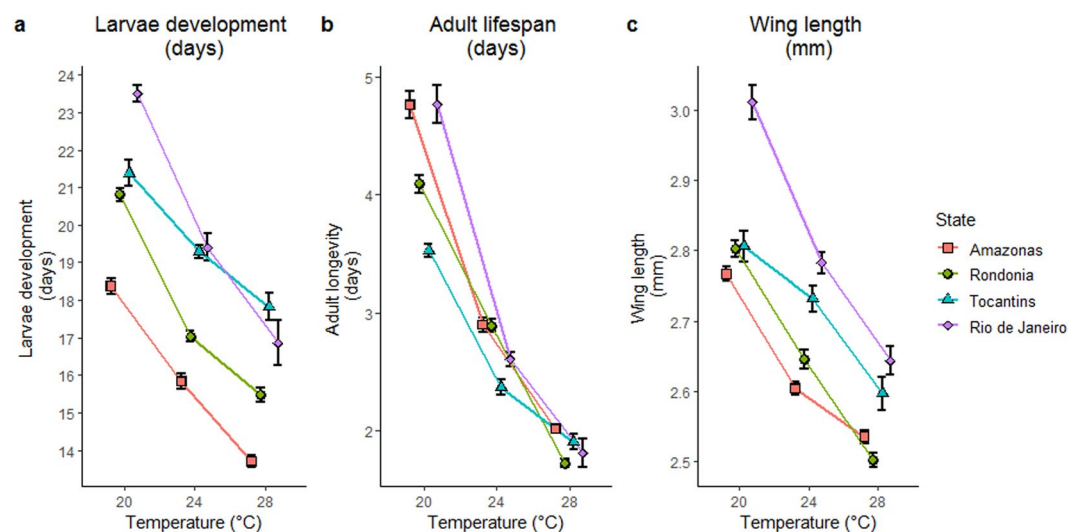 a
Larvae development
(days)
Larvae development
(days)
24
23
22
21
20
19
18
17
16
15
14
20
24
28
Temperature (°C)
b
Adult lifespan
(days)
Adult longevity
(days)
5
4
3
2
20
24
28
Temperature (°C)
c
Wing length
(mm)
Wing length
(mm)
3.0
2.9
2.8
2.7
2.6
2.5
20
24
28
Temperature (°C)
State
Amazonas
Rondonia
Tocantins
Rio de Janeiro